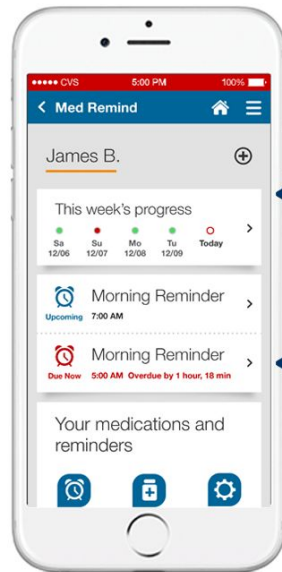 CVS 5:00 PM 100%
Med Remind
James B.
This week's progress
Sa Su Mo Tu Today
12/06 12/07 12/08 12/09
Morning Reminder
Upcoming 7:00 AM
Morning Reminder
Due Now 5:00 AM Overdue by 1 hour, 18 min
Your medications and
reminders